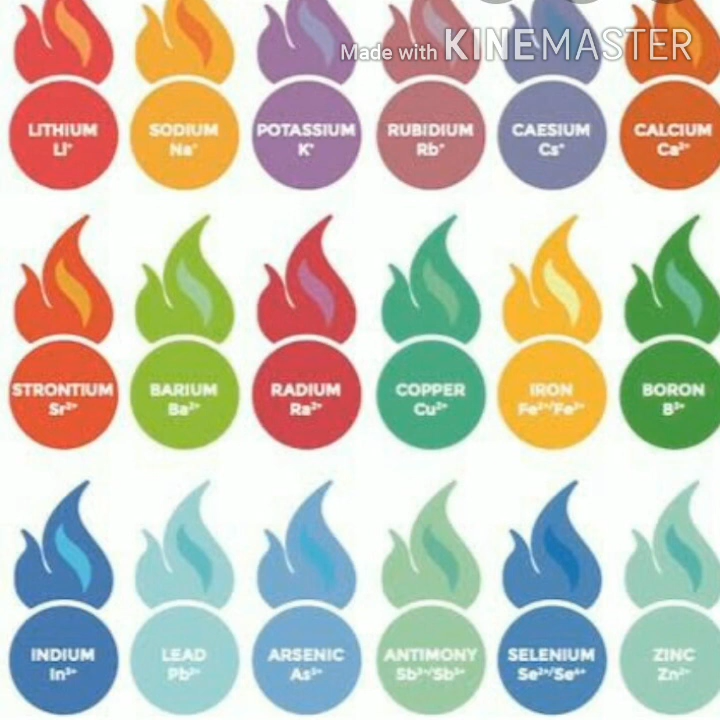 Made with KINEMASTER
LITHIUM
Li⁺
SODIUM
Na⁺
POTASSIUM
K⁺
RUBIDIUM
Rb⁺
CAESIUM
Cs⁺
CALCIUM
Ca²⁺
STRONTIUM
Sr²⁺
BARIUM
Ba²⁺
RADIUM
Ra²⁺
COPPER
Cu²⁺
IRON
Fe²⁺/Fe³⁺
BORON
B³⁺
INDIUM
In³⁺
LEAD
Pb²⁺
ARSENIC
As³⁺
ANTIMONY
Sb³⁺/Sb⁵⁺
SELENIUM
Se²⁺/Se⁴⁺
ZINC
Zn²⁺